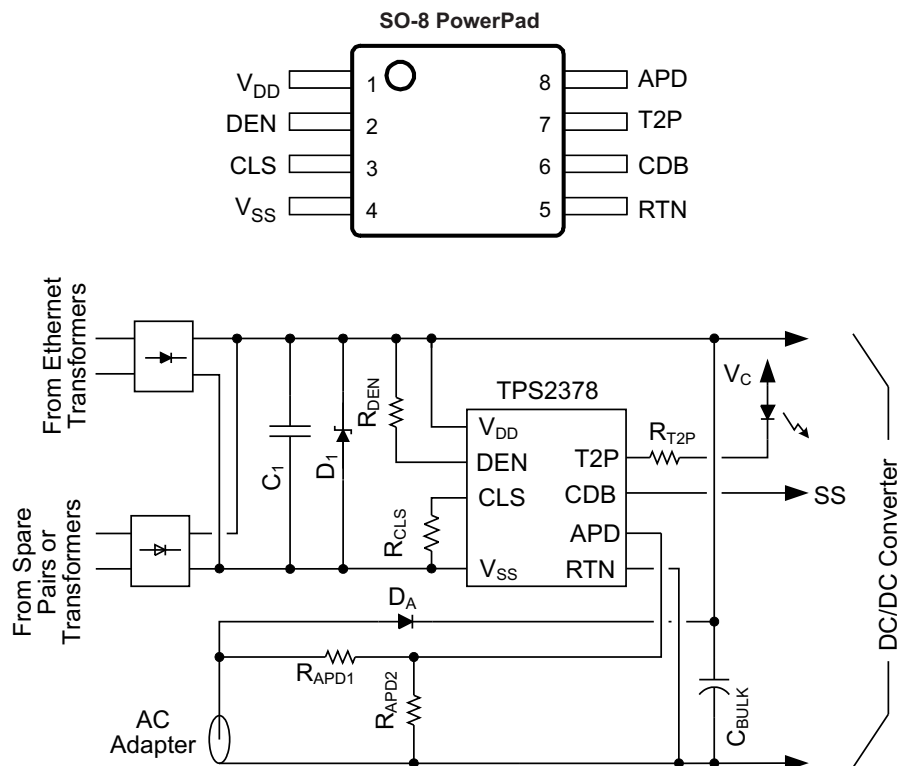 SO-8 PowerPad
VDD
1
8
APD
DEN
2
7
T2P
CLS
3
6
CDB
VSS
4
5
RTN
From Ethernet
Transformers
From Spare
Pairs or
Transformers
C1
D1
RDEN
RCLS
TPS2378
VDD
DEN
CLS
VSS
T2P
CDB
APD
RTN
RT2P
VC
SS
DC/DC Converter
DA
RAPD1
RAPD2
CBULK
AC
Adapter